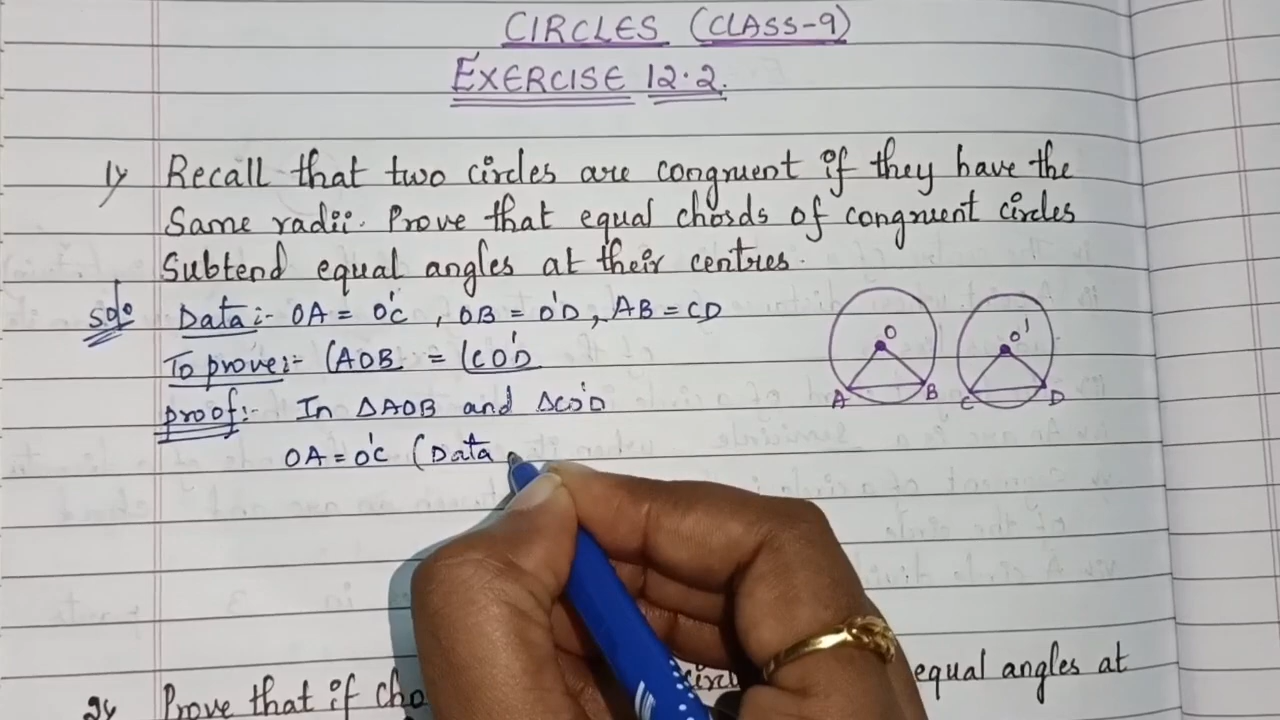 CIRCLES (CLASS-9)
EXERCISE 12.2.
1) Recall that two circles are congruent if they have the
Same radii. Prove that equal chords of congruent circles
Subtend equal angles at their centres.
Soln Data:- OA = O'C, OB = O'D, AB = CD
To prove:- ∠AOB = ∠CO'D
proof:- In ΔAOB and ΔCO'D
OA = O'C (Data
O
O'
A
B
C
D
2) Prove that if equal angles at